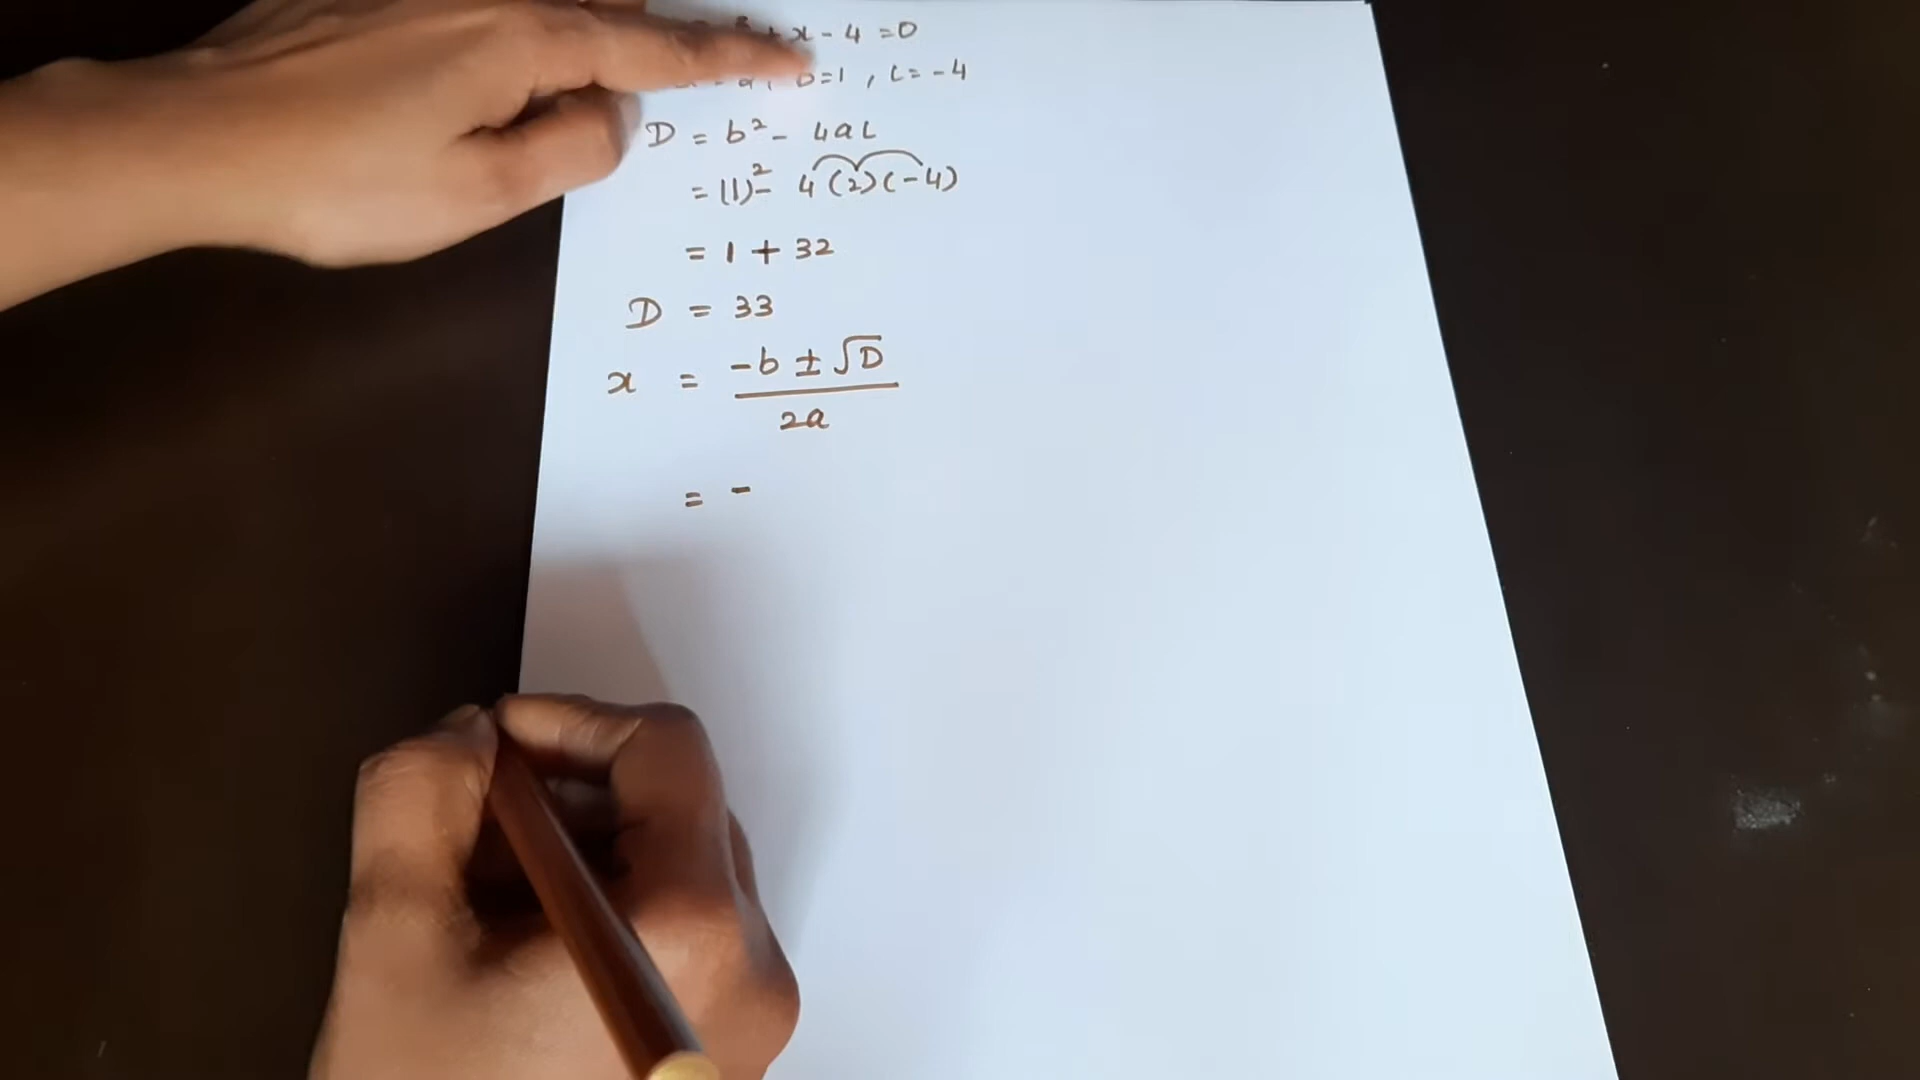 x - 4 = 0
b = 1 , c = -4
D = b² - 4ac
= (1)² - 4 (2) (-4)
= 1 + 32
D = 33
x = -b ± √D / 2a
= -